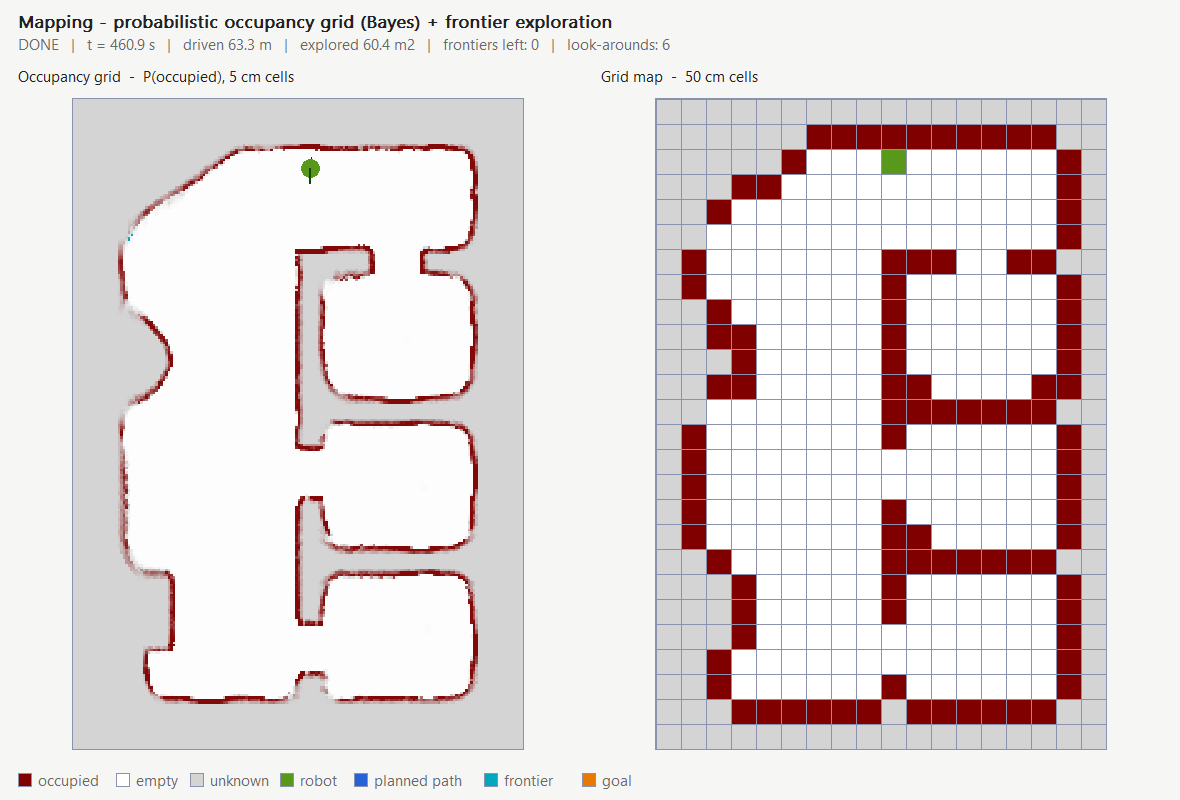 Mapping - probabilistic occupancy grid (Bayes) + frontier exploration
DONE | t = 460.9 s | driven 63.3 m | explored 60.4 m2 | frontiers left: 0 | look-arounds: 6
Occupancy grid - P(occupied), 5 cm cells
Grid map - 50 cm cells
occupied empty unknown robot planned path frontier goal